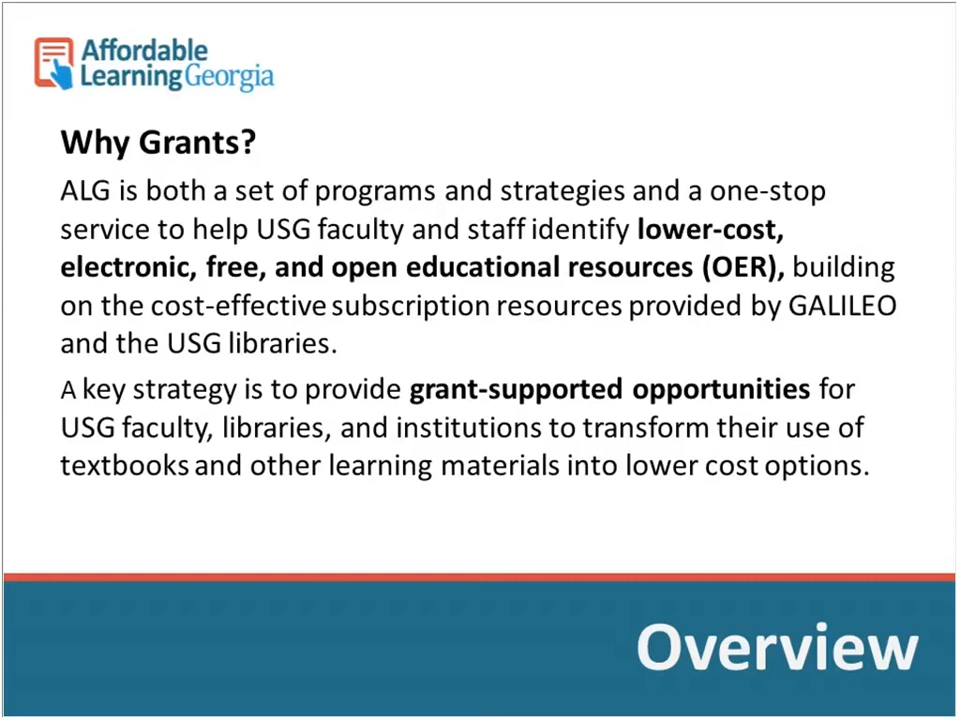 Affordable
LearningGeorgia
Why Grants?
ALG is both a set of programs and strategies and a one-stop
service to help USG faculty and staff identify lower-cost,
electronic, free, and open educational resources (OER), building
on the cost-effective subscription resources provided by GALILEO
and the USG libraries.
A key strategy is to provide grant-supported opportunities for
USG faculty, libraries, and institutions to transform their use of
textbooks and other learning materials into lower cost options.
Overview